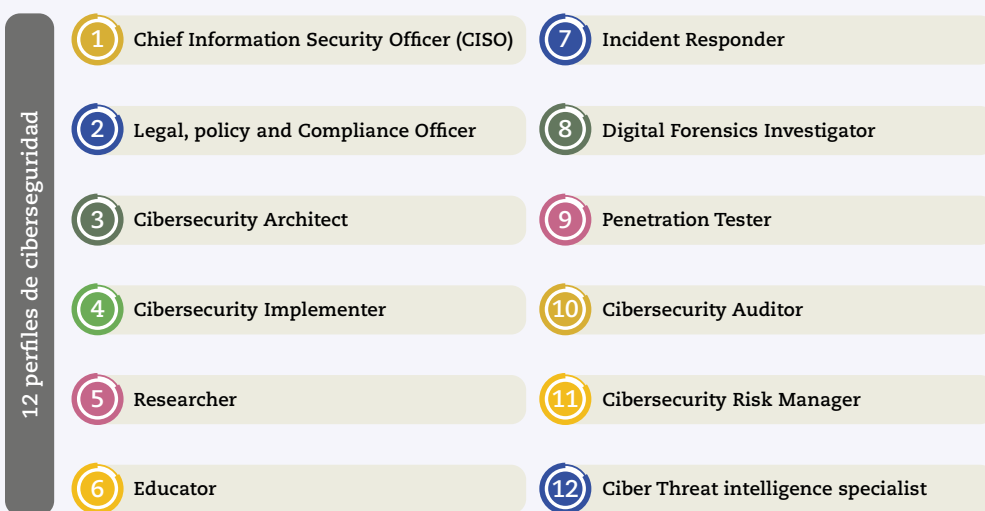 12 perfiles de ciberseguridad
1 Chief Information Security Officer (CISO)
2 Legal, policy and Compliance Officer
3 Cibersecurity Architect
4 Cibersecurity Implementer
5 Researcher
6 Educator
7 Incident Responder
8 Digital Forensics Investigator
9 Penetration Tester
10 Cibersecurity Auditor
11 Cibersecurity Risk Manager
12 Ciber Threat intelligence specialist